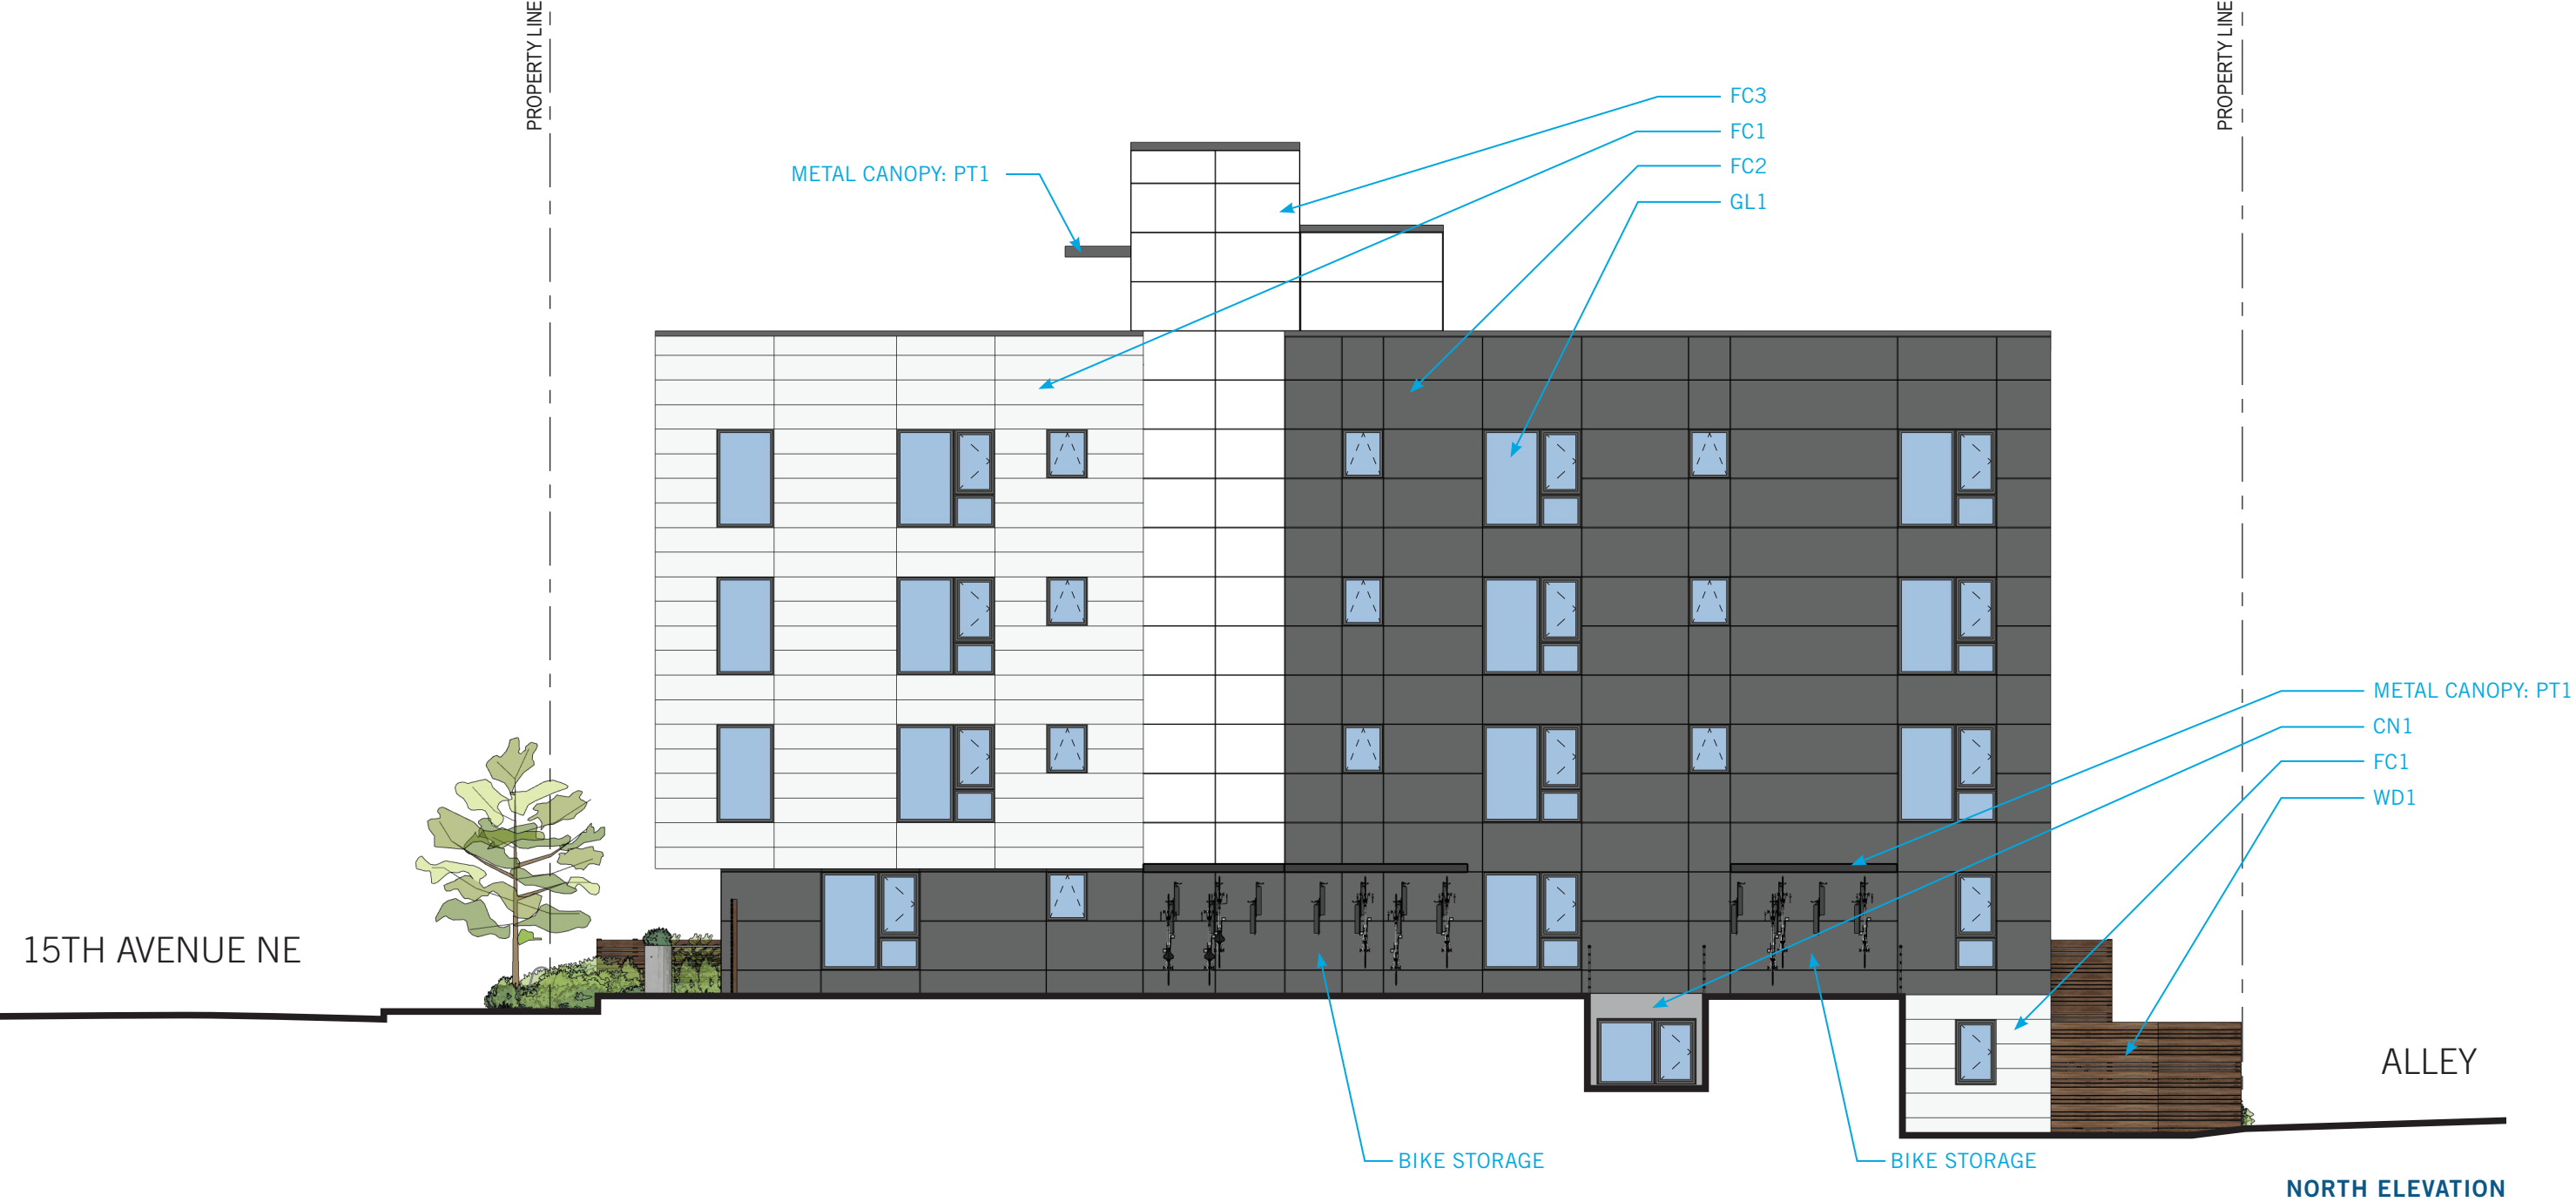 PROPERTY LINE
PROPERTY LINE
FC3
FC1
FC2
GL1
METAL CANOPY: PT1
METAL CANOPY: PT1
CN1
FC1
WD1
15TH AVENUE NE
ALLEY
BIKE STORAGE
BIKE STORAGE
NORTH ELEVATION